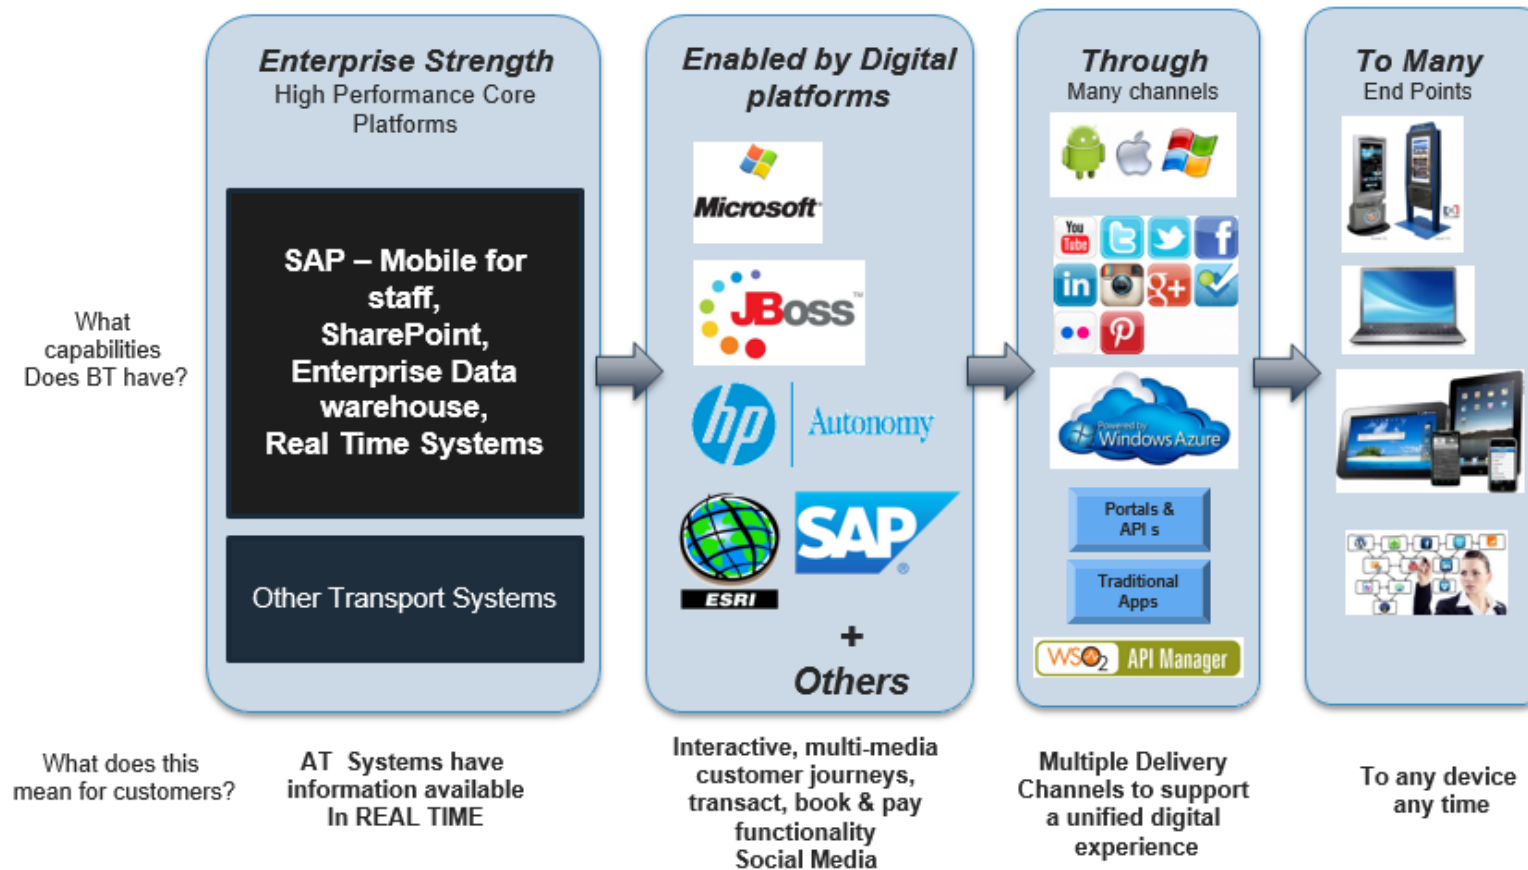 Enterprise Strength
High Performance Core
Platforms
Enabled by Digital
platforms
Through
Many channels
To Many
End Points
What
capabilities
Does BT have?
SAP – Mobile for
staff,
SharePoint,
Enterprise Data
warehouse,
Real Time Systems
Other Transport Systems
Microsoft
JBoss™
hp
Autonomy
ESRI
SAP®
+
Others
You
Tube
in
g+
Powered by
Windows Azure
Portals &
API s
Traditional
Apps
WSO2 API Manager
What does this
mean for customers?
AT Systems have
information available
In REAL TIME
Interactive, multi-media
customer journeys,
transact, book & pay
functionality
Social Media
Multiple Delivery
Channels to support
a unified digital
experience
To any device
any time